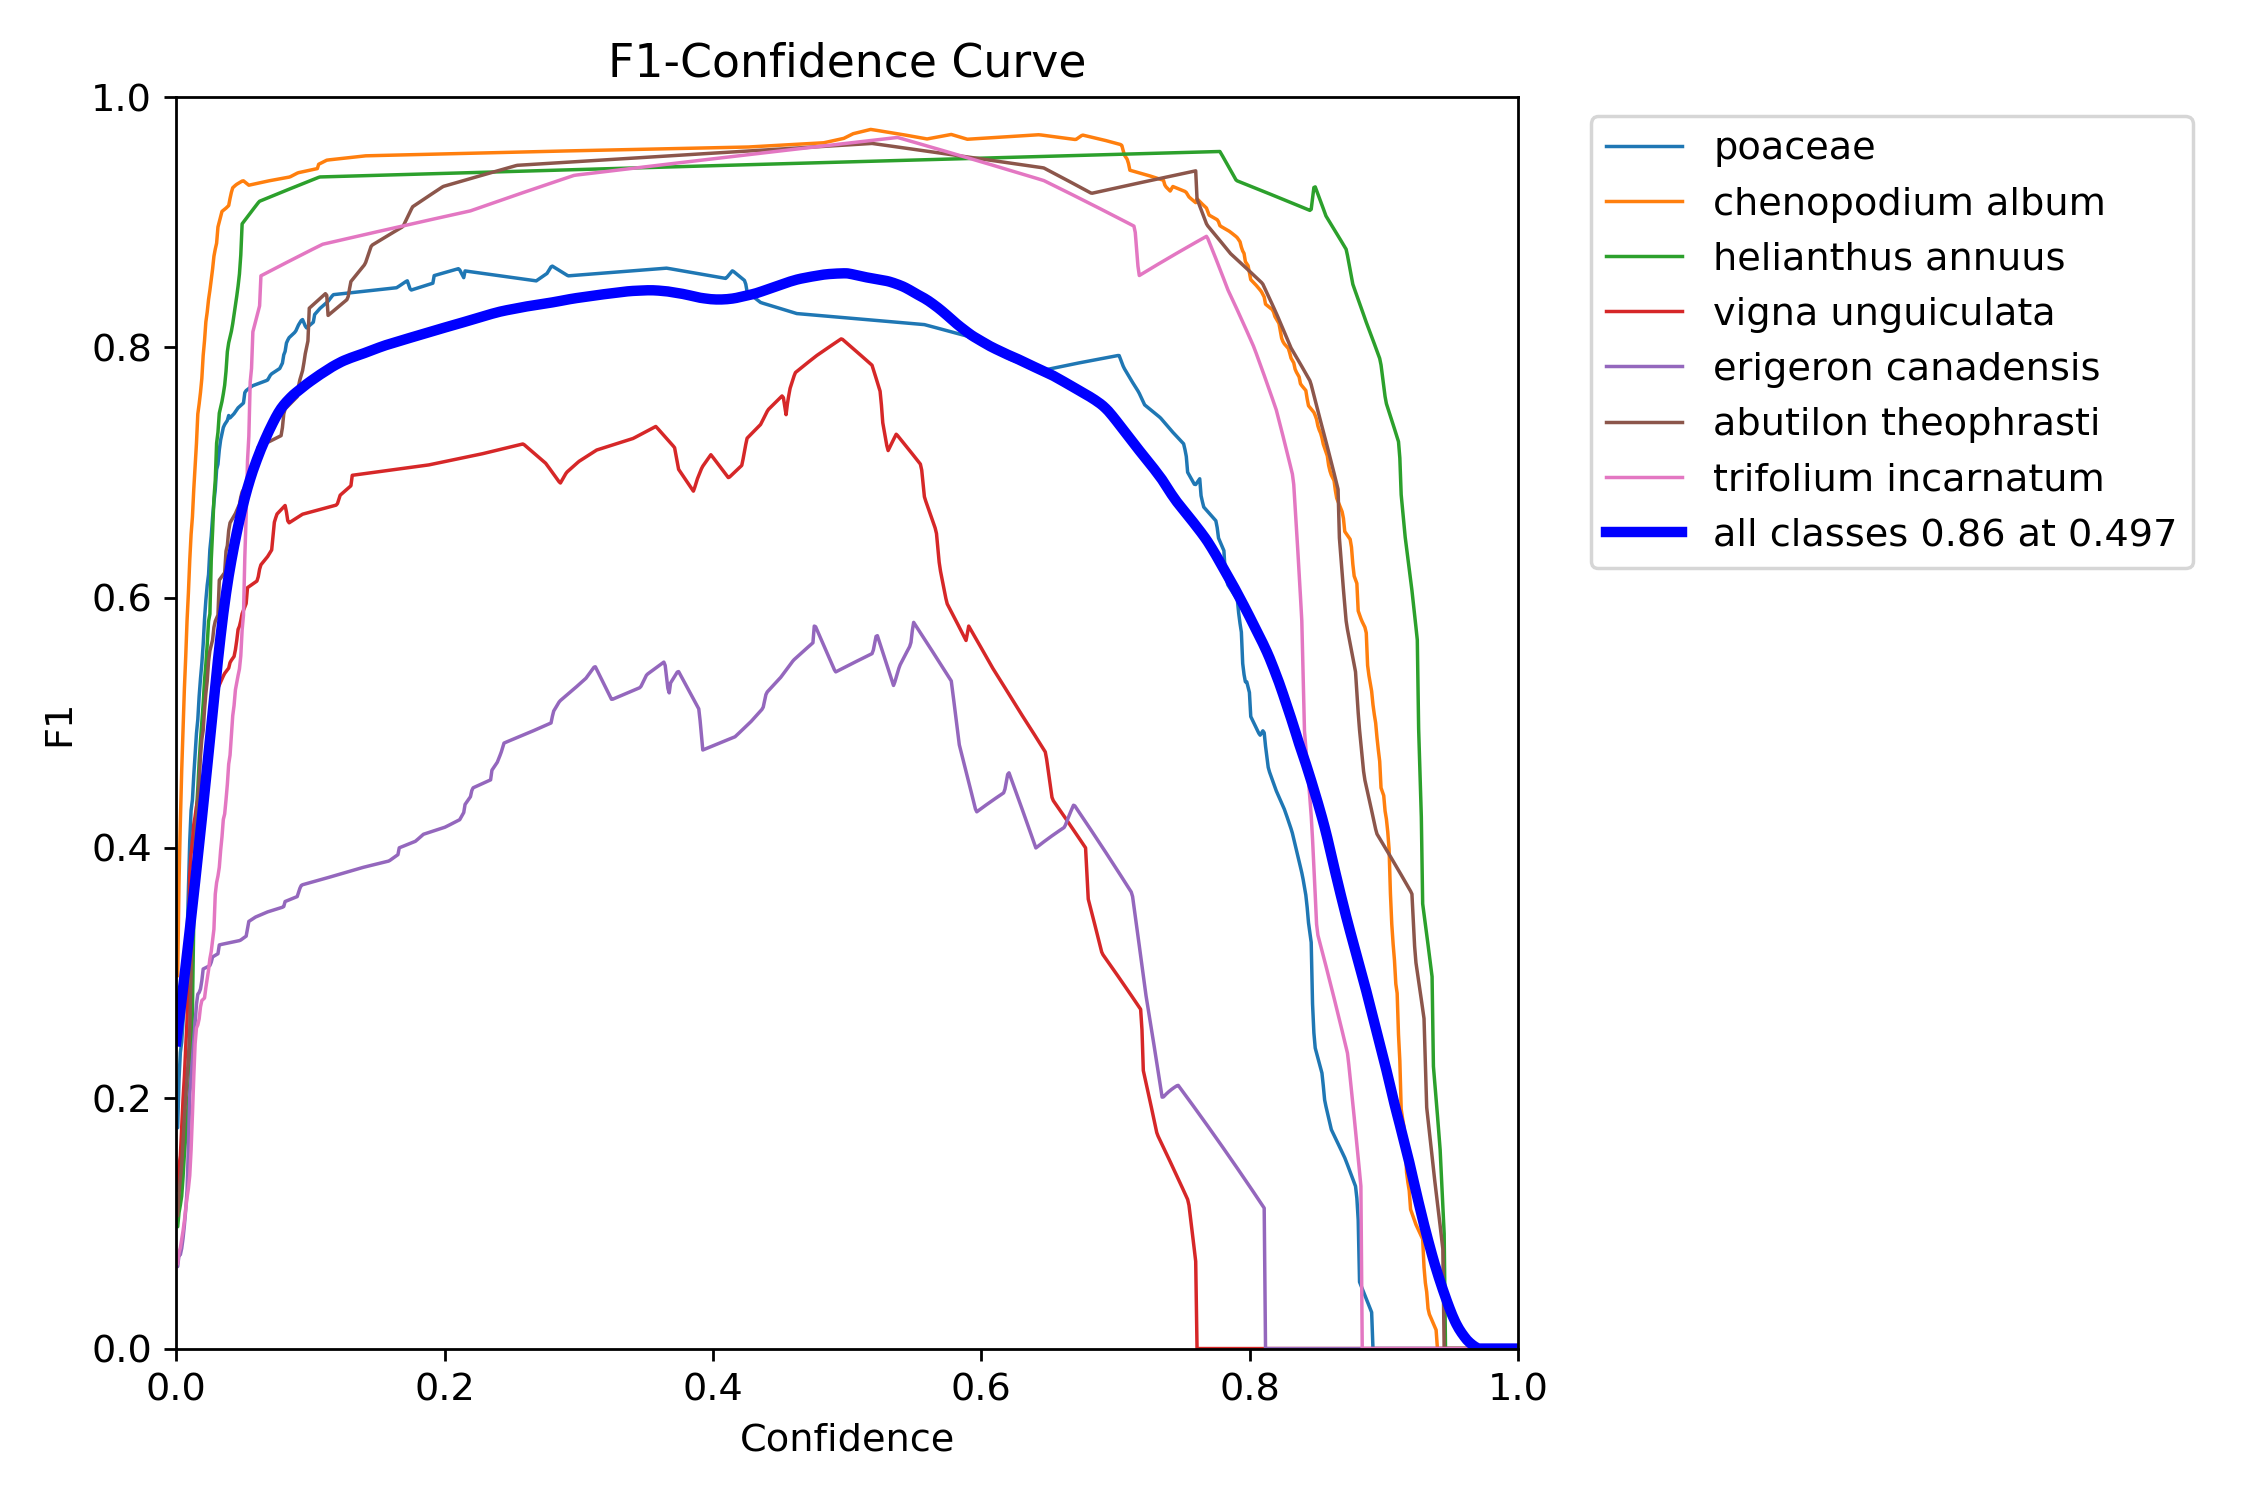 F1-Confidence Curve
1.0
0.8
0.6
0.4
0.2
0.0
F1
0.0 0.2 0.4 0.6 0.8 1.0
Confidence
poaceae
chenopodium album
helianthus annuus
vigna unguiculata
erigeron canadensis
abutilon theophrasti
trifolium incarnatum
all classes 0.86 at 0.497